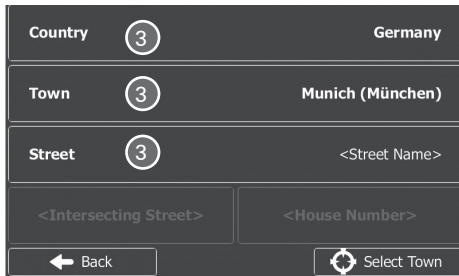 Country 3 Germany
Town 3 Munich (München)
Street 3 <Street Name>
<Intersecting Street> <House Number>
Back Select Town